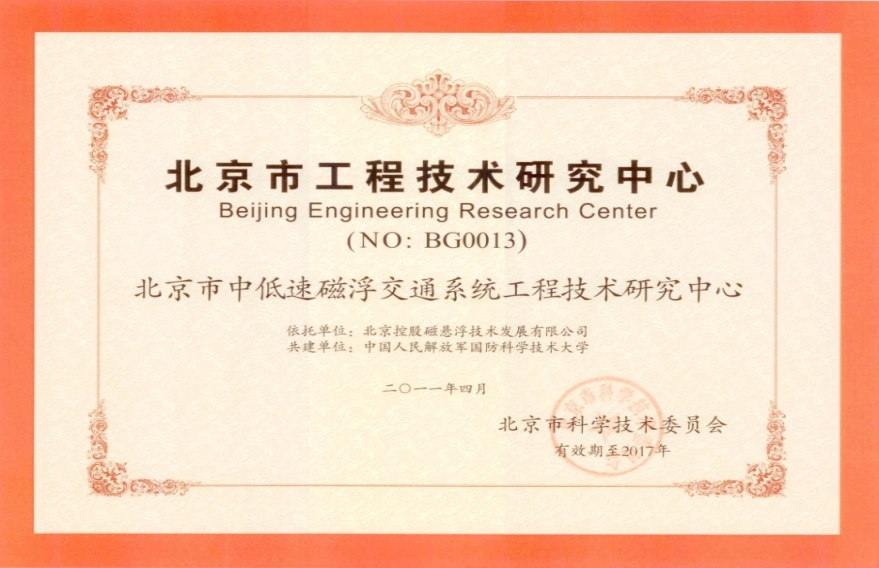 北京市工程技术研究中心
Beijing Engineering Research Center
(NO: BG0013)
北京市中低速磁浮交通系统工程技术研究中心
依托单位：北京控股磁悬浮技术发展有限公司
共建单位：中国人民解放军国防科学技术大学
二〇一一年四月
北京市科学技术委员会
有效期至2017年